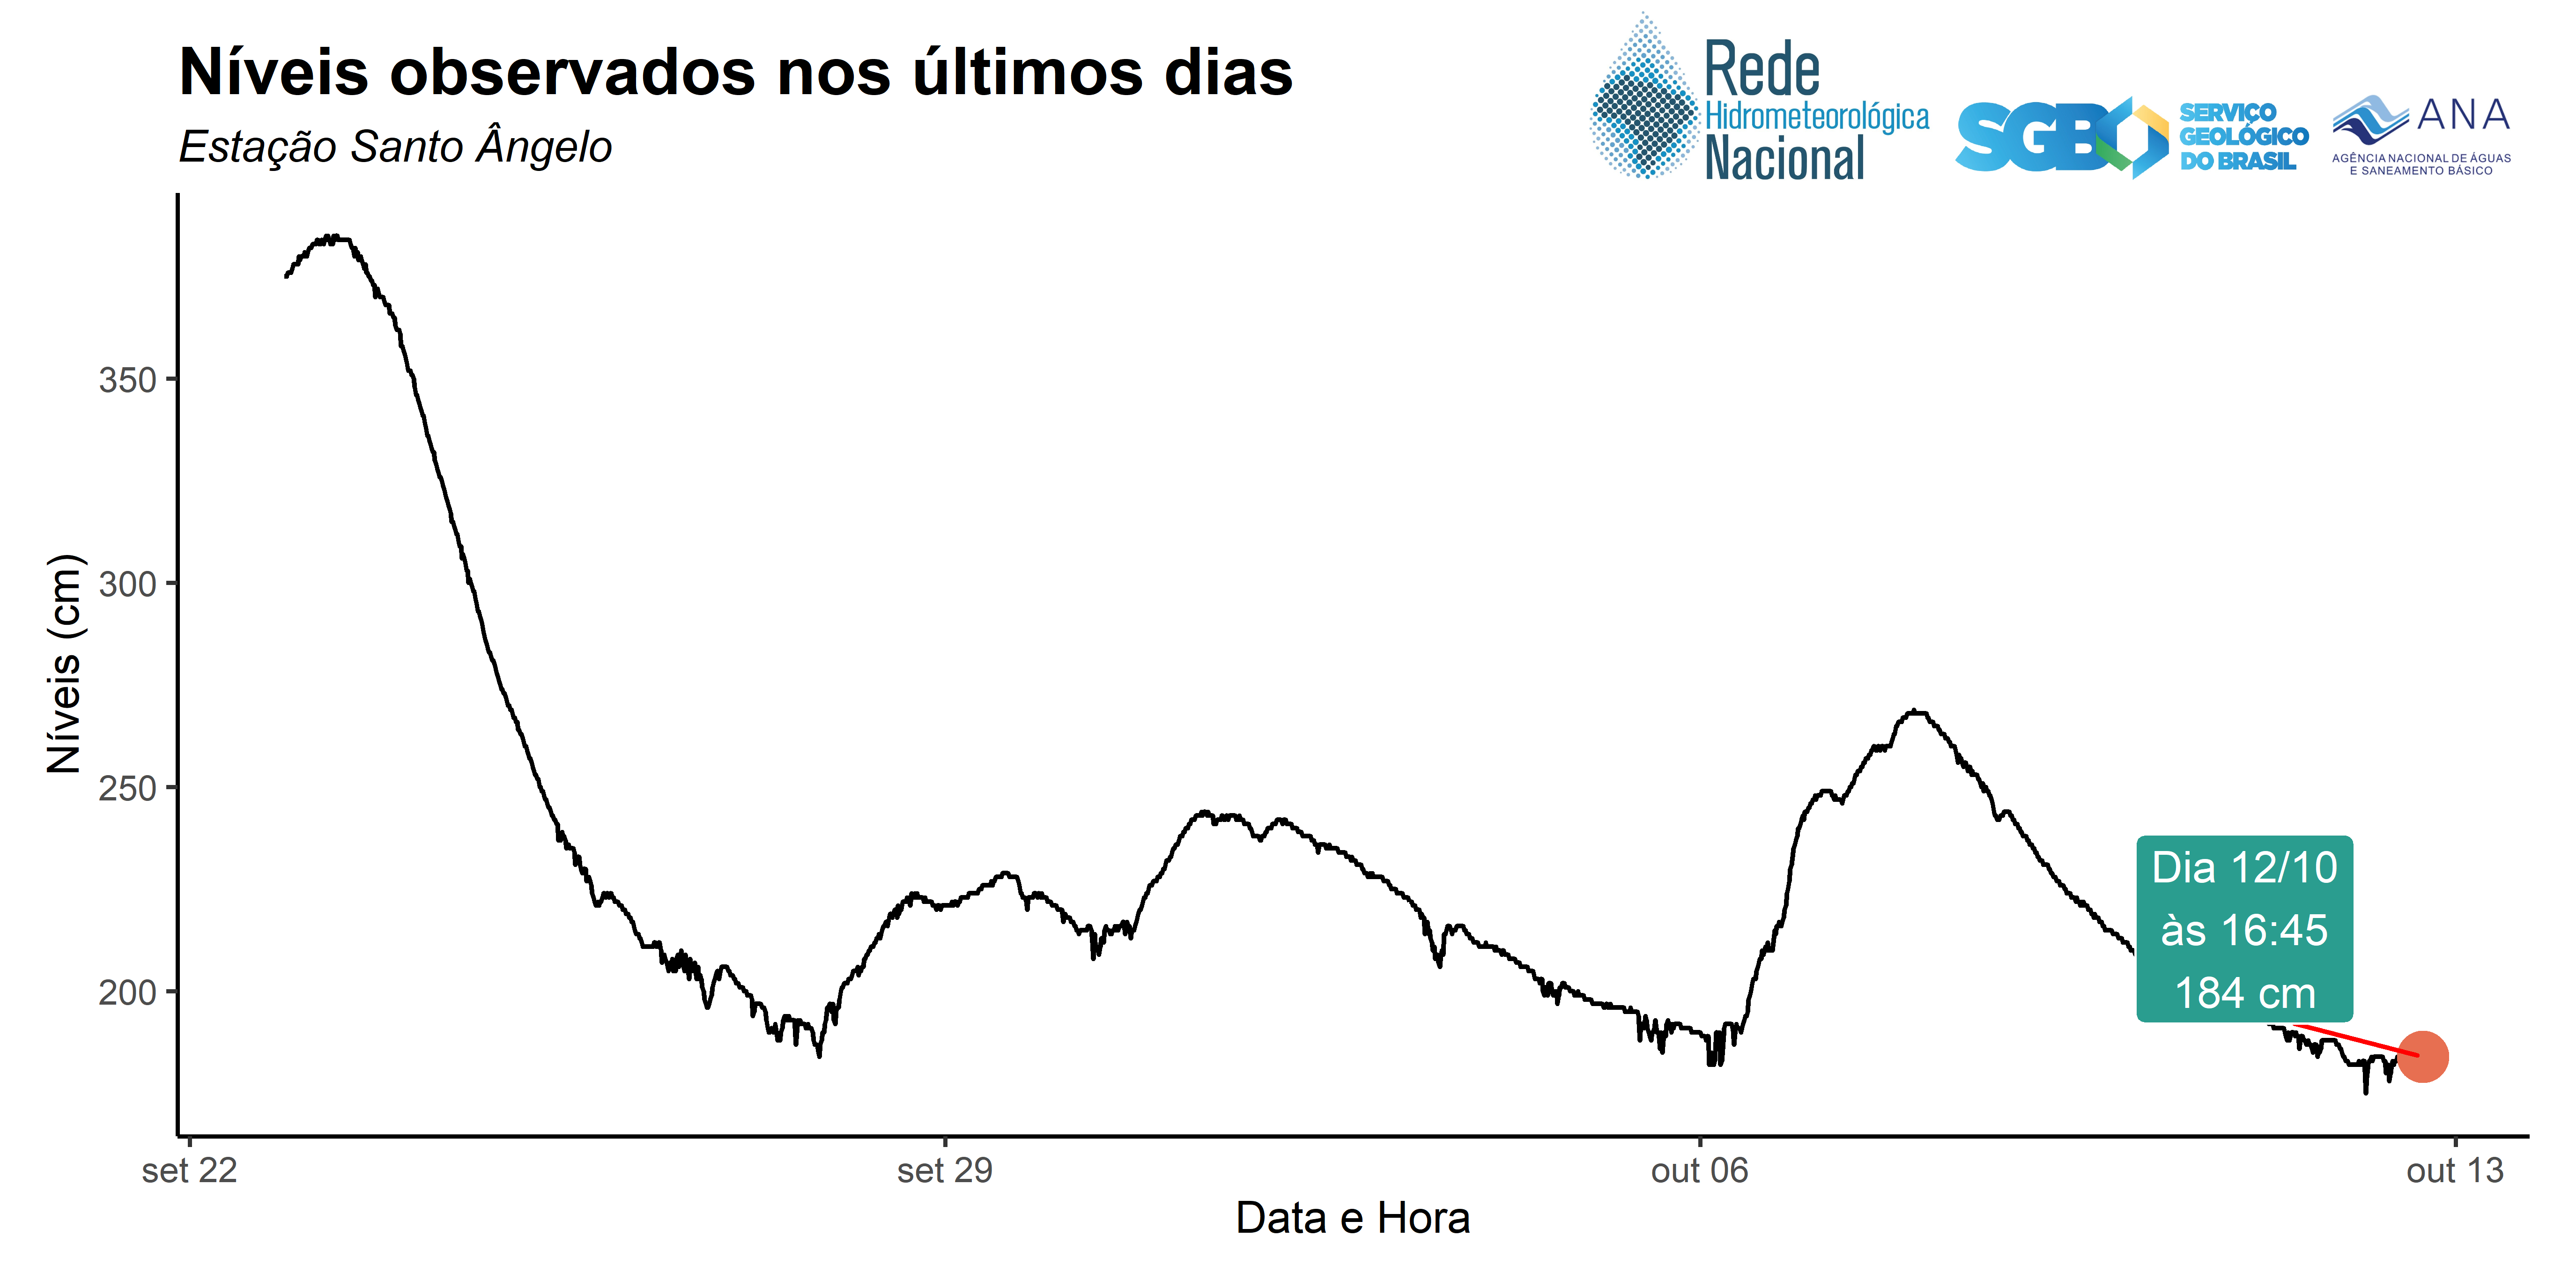 Níveis observados nos últimos dias
Estação Santo Ângelo
Rede
Hidrometeorológica
Nacional
SGB
SERVIÇO
GEOLÓGICO
DO BRASIL
ANA
AGÊNCIA NACIONAL DE ÁGUAS
E SANEAMENTO BÁSICO
Níveis (cm)
350
300
250
200
Dia 12/10
às 16:45
184 cm
set 22
set 29
out 06
out 13
Data e Hora